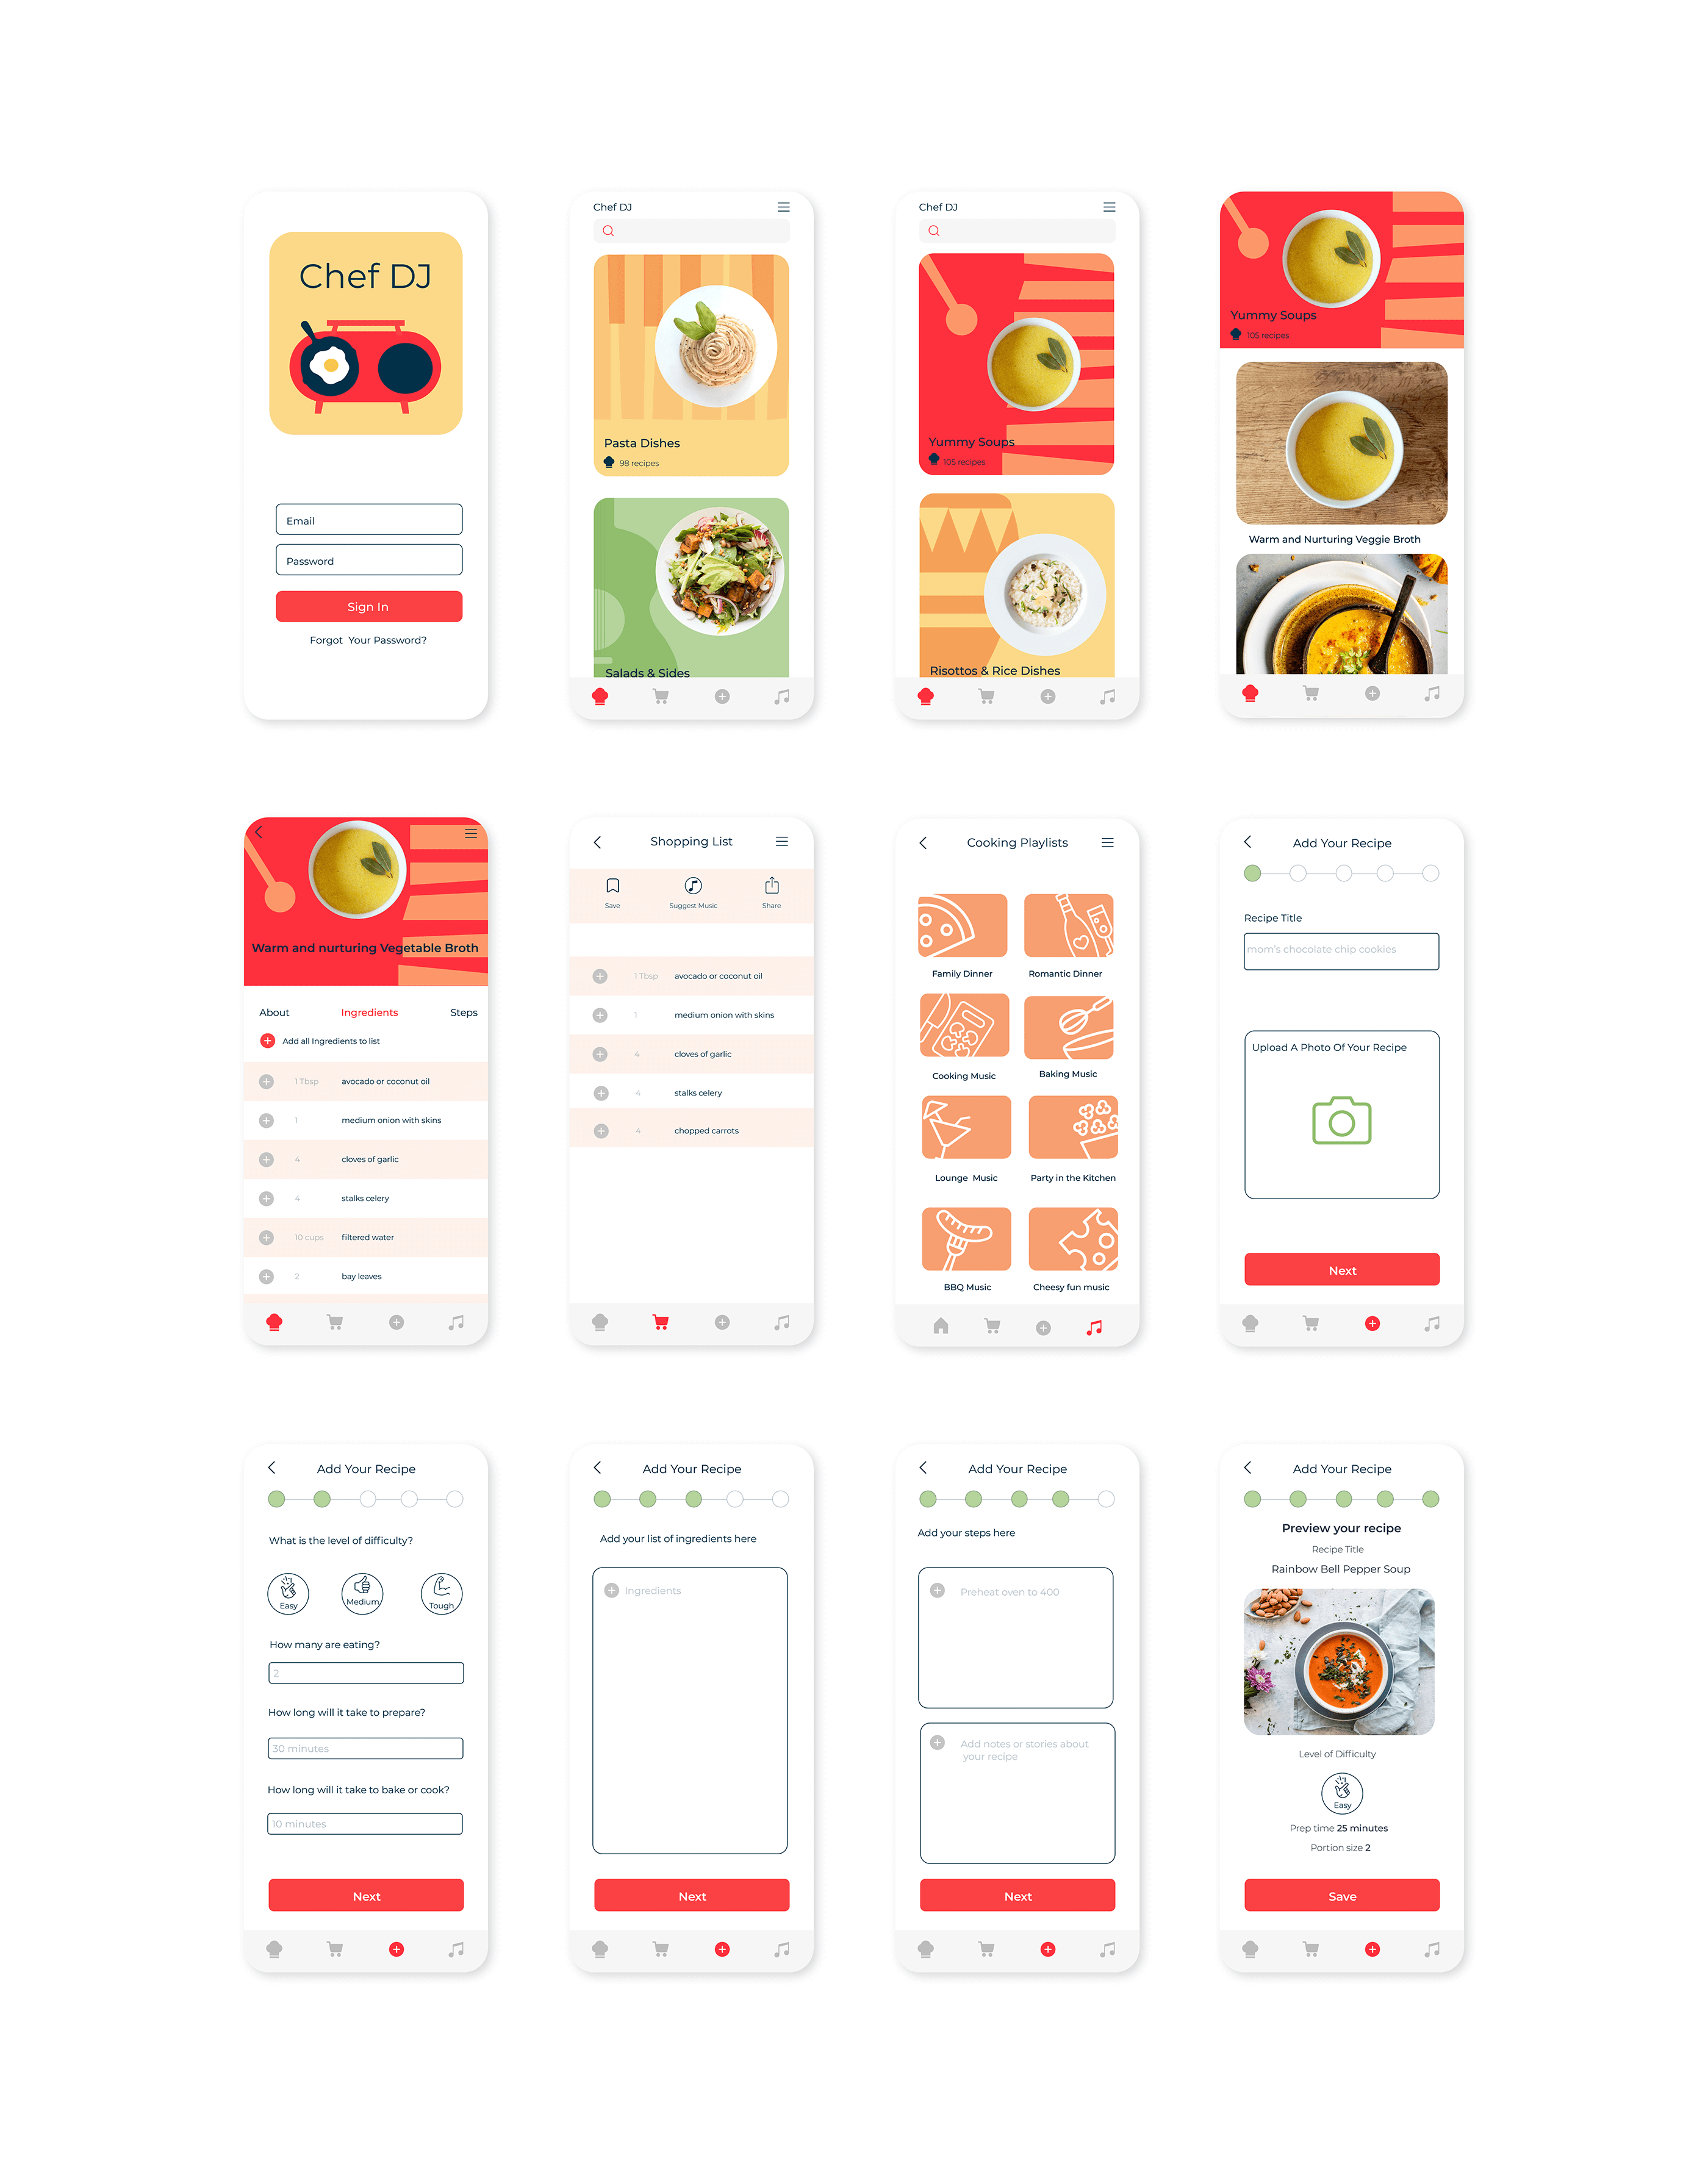 Chef DJ
Email
Password
Sign In
Forgot Your Password?
Chef DJ
Pasta Dishes
98 recipes
Salads & Sides
Chef DJ
Yummy Soups
105 recipes
Risottos & Rice Dishes
Yummy Soups
105 recipes
Warm and Nurturing Veggie Broth
Warm and nurturing Vegetable Broth
About Ingredients Steps
Add all Ingredients to list
1 Tbsp avocado or coconut oil
1 medium onion with skins
4 cloves of garlic
4 stalks celery
10 cups filtered water
2 bay leaves
Shopping List
Save Suggest Music Share
1 Tbsp avocado or coconut oil
1 medium onion with skins
4 cloves of garlic
4 stalks celery
4 chopped carrots
Cooking Playlists
Family Dinner Romantic Dinner
Cooking Music Baking Music
Lounge Music Party in the Kitchen
BBQ Music Cheesy fun music
Add Your Recipe
Recipe Title
mom's chocolate chip cookies
Upload A Photo Of Your Recipe
Next
Add Your Recipe
What is the level of difficulty?
Easy Medium Tough
How many are eating?
2
How long will it take to prepare?
30 minutes
How long will it take to bake or cook?
10 minutes
Next
Add Your Recipe
Add your list of ingredients here
Ingredients
Next
Add Your Recipe
Add your steps here
Preheat oven to 400
Add notes or stories about
your recipe
Next
Add Your Recipe
Preview your recipe
Recipe Title
Rainbow Bell Pepper Soup
Level of Difficulty
Easy
Prep time 25 minutes
Portion size 2
Save